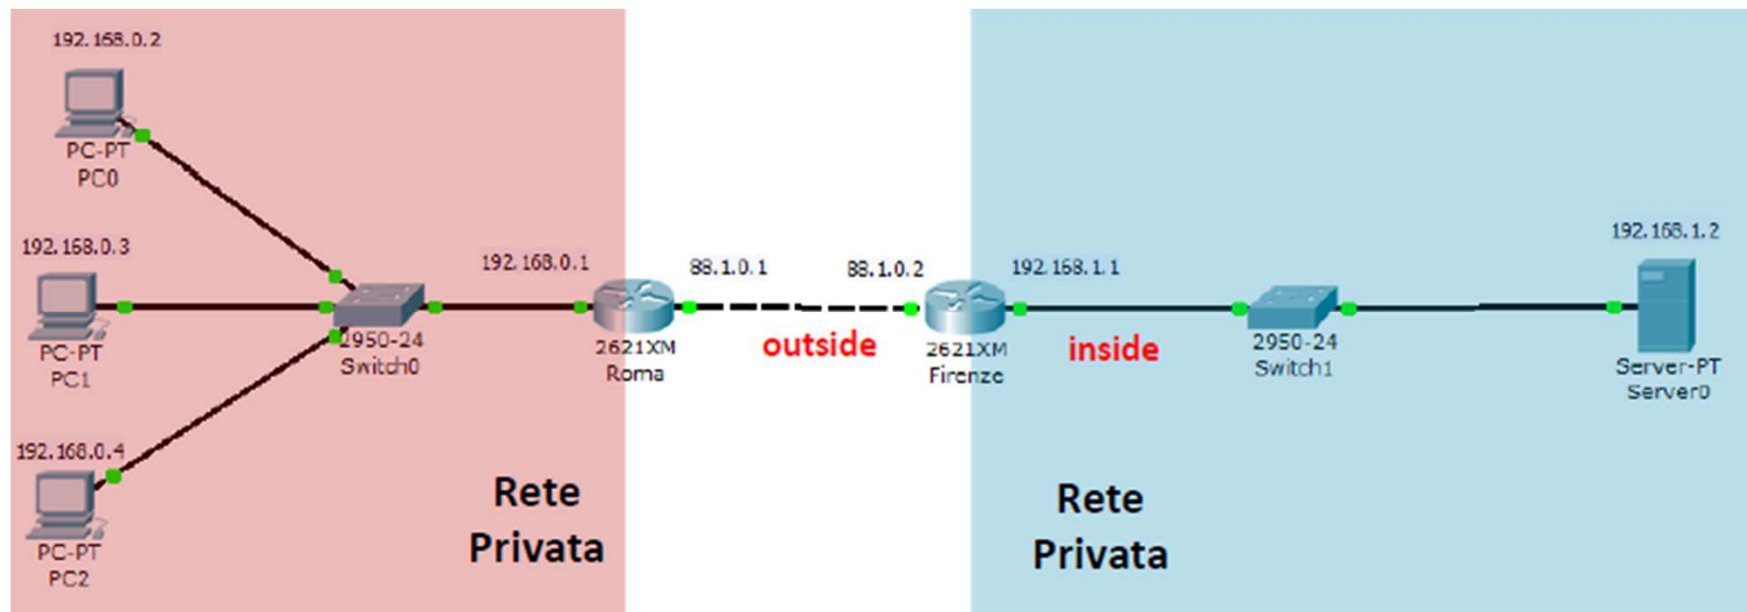 192.168.0.2
PC-PT
PC0
192.168.0.3
PC-PT
PC1
192.168.0.4
PC-PT
PC2
2950-24
Switch0
192.168.0.1
2621XM
Roma
88.1.0.1
outside
88.1.0.2
2621XM
Firenze
192.168.1.1
inside
2950-24
Switch1
192.168.1.2
Server-PT
Server0
Rete
Privata
Rete
Privata